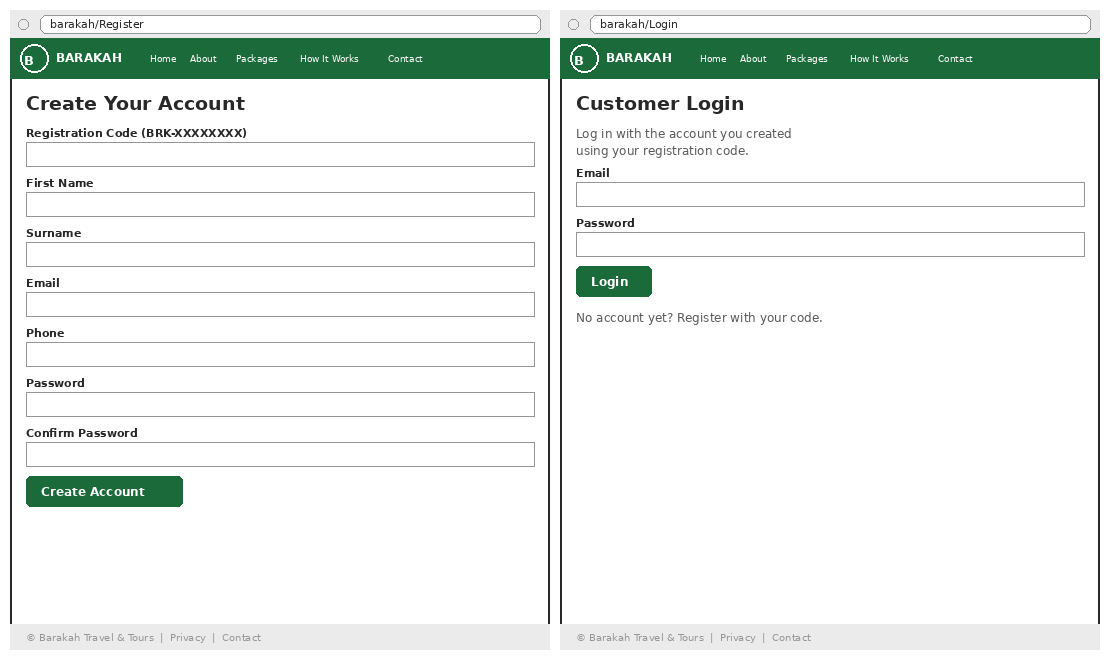 barakah/Register
B BARAKAH Home About Packages How It Works Contact
Create Your Account
Registration Code (BRK-XXXXXXXX)
First Name
Surname
Email
Phone
Password
Confirm Password
Create Account
© Barakah Travel & Tours | Privacy | Contact
barakah/Login
B BARAKAH Home About Packages How It Works Contact
Customer Login
Log in with the account you created
using your registration code.
Email
Password
Login
No account yet? Register with your code.
© Barakah Travel & Tours | Privacy | Contact